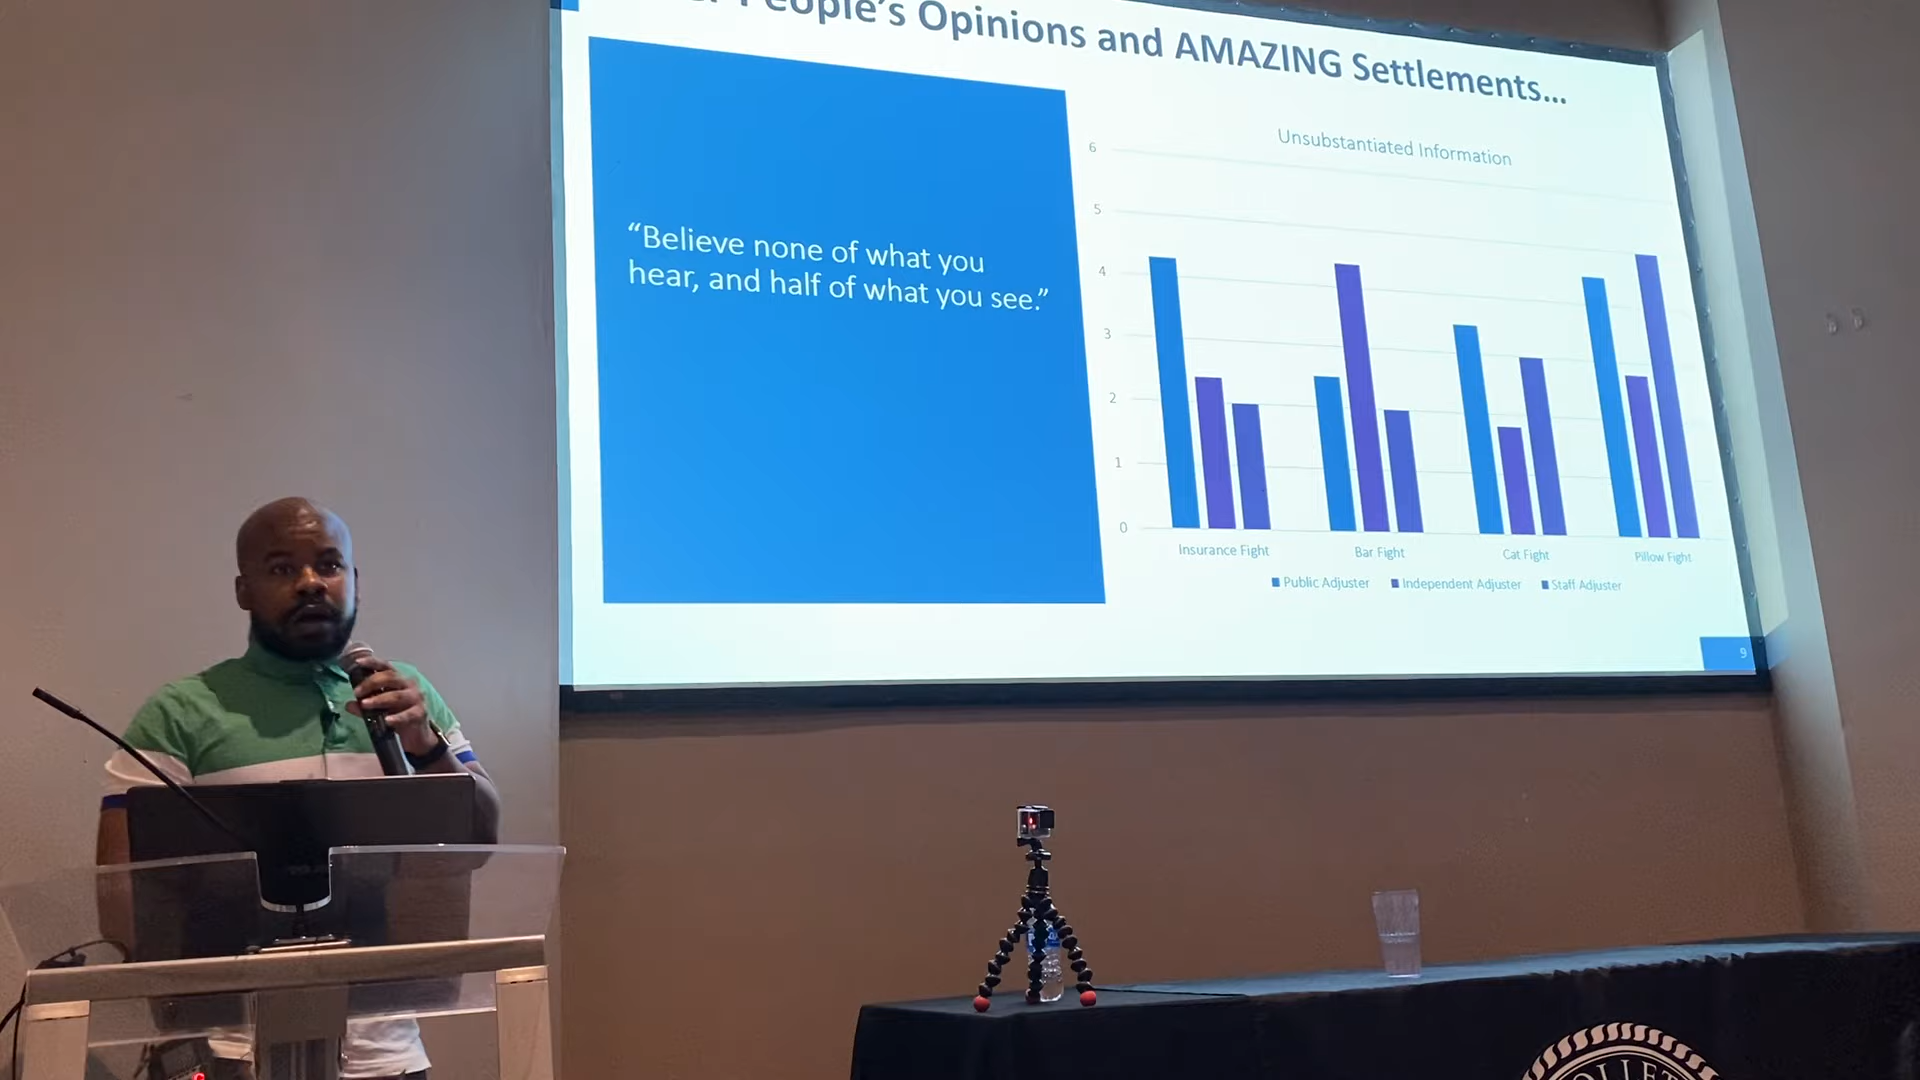 People's Opinions and AMAZING Settlements...
"Believe none of what you
hear, and half of what you see."
Unsubstantiated Information
6
5
4
3
2
1
0
Insurance Fight
Bar Fight
Cat Fight
Pillow Fight
Public Adjuster
Independent Adjuster
Staff Adjuster
9